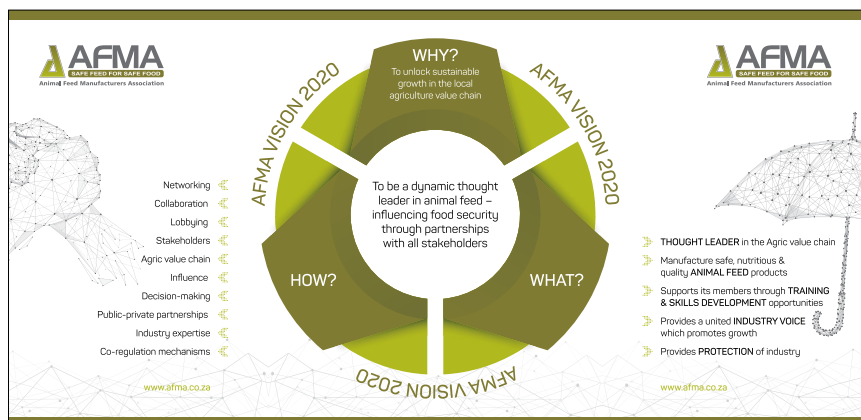 AFMA
SAFE FEED FOR SAFE FOOD
Animal Feed Manufacturers Association
AFMA VISION 2020
WHY?
To unlock sustainable
growth in the local
agriculture value chain
AFMA VISION 2020
AFMA
SAFE FEED FOR SAFE FOOD
Animal Feed Manufacturers Association
To be a dynamic thought
leader in animal feed –
influencing food security
through partnerships
with all stakeholders
HOW?
WHAT?
AFMA VISION 2020
Networking
Collaboration
Lobbying
Stakeholders
Agric value chain
Influence
Decision-making
Public-private partnerships
Industry expertise
Co-regulation mechanisms
www.afma.co.za
THOUGHT LEADER in the Agric value chain
Manufacture safe, nutritious &
quality ANIMAL FEED products
Supports its members through TRAINING
& SKILLS DEVELOPMENT opportunities
Provides a united INDUSTRY VOICE
which promotes growth
Provides PROTECTION of industry
www.afma.co.za